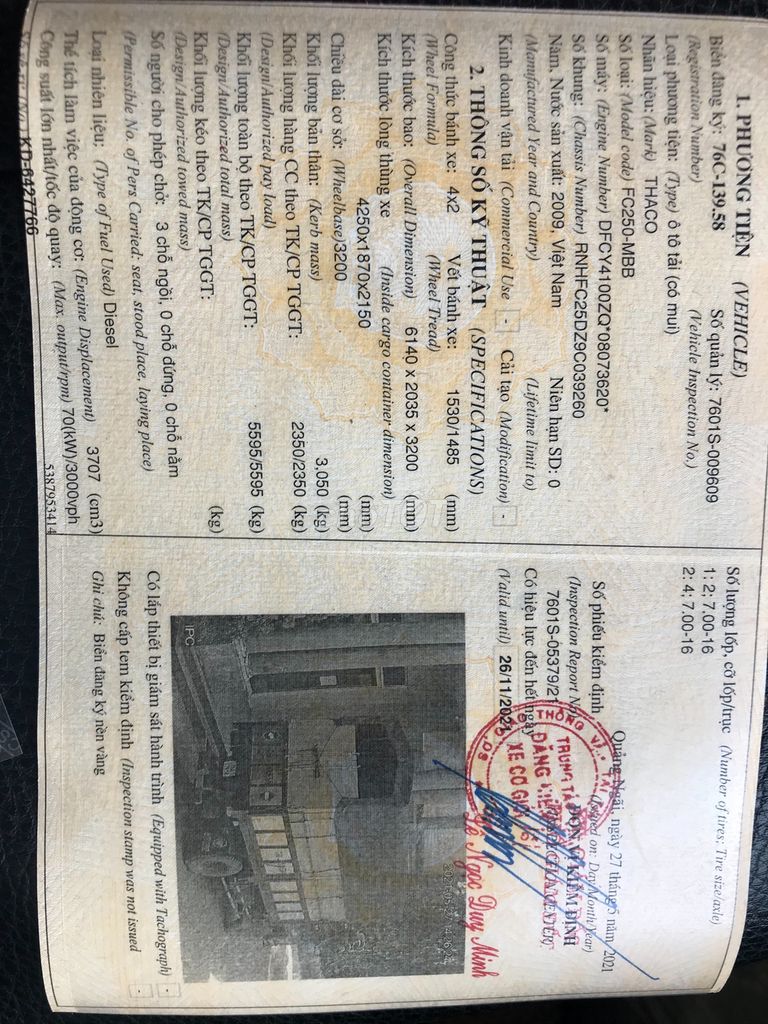 1. PHƯƠNG TIỆN (VEHICLE)
Biển đăng ký: 76C-139.58 Số quản lý: 7601S-009609
(Registration Number) (Vehicle Inspection No.)
Loại phương tiện: (Type) ô tô tải (có mui)
Nhãn hiệu: (Mark) THACO
Số loại: (Model code) FC250-MBB
Số máy: (Engine Number) DFCY4100ZQ*08073620*
Số khung: (Chassis Number) RNHFC25DZ9C039260
Năm, Nước sản xuất: 2009, Việt Nam Niên hạn SD: 0
(Manufactured Year and Country) (Lifetime limit to)
Kinh doanh vận tải (Commercial Use) - Cải tạo (Modification) -
2. THÔNG SỐ KỸ THUẬT (SPECIFICATIONS)
Công thức bánh xe: 4x2 Vết bánh xe: 1530/1485 (mm)
(Wheel Formula) (Wheel Tread)
Kích thước bao: (Overall Dimension) 6140 x 2035 x 3200 (mm)
Kích thước lòng thùng xe (Inside cargo container dimension)
4250x1870x2150 (mm)
Chiều dài cơ sở: (Wheelbase) 3200 (mm)
Khối lượng bản thân: (Kerb mass) 3,050 (kg)
Khối lượng hàng CC theo TK/CP TGGT: 2350/2350 (kg)
(Design/Authorized pay load)
Khối lượng toàn bộ theo TK/CP TGGT: 5595/5595 (kg)
(Design/Authorized total mass)
Khối lượng kéo theo TK/CP TGGT: (kg)
(Design/Authorized towed mass)
Số người cho phép chở: 3 chỗ ngồi, 0 chỗ đứng, 0 chỗ nằm
(Permissible No. of Pers Carried: seat, stood place, laying place)
Loại nhiên liệu: (Type of Fuel Used) Diesel
Thể tích làm việc của động cơ: (Engine Displacement) 3707 (cm3)
Công suất lớn nhất/tốc độ quay: (Max. output/rpm) 70(kW)/3000vph
KD-6427766
5387953414
Số lượng lốp, cỡ lốp/trục (Number of tires; Tire size/axle)
1: 2; 7.00-16
2: 4; 7.00-16
Quảng Ngãi, ngày 27 tháng 5 năm 2021
(Issued on: Day/Month/Year)
Số phiếu kiểm định ĐƠN VỊ KIỂM ĐỊNH
(Inspection Report No)
7601S-05379/21
Có hiệu lực đến hết ngày
(Valid until) 26/11/2021
Lê Ngọc Duy Minh
IPC
Có lắp thiết bị giám sát hành trình (Equipped with Tachograph) -
Không cấp tem kiểm định (Inspection stamp was not issued -
Ghi chú: Biển đăng ký nền vàng